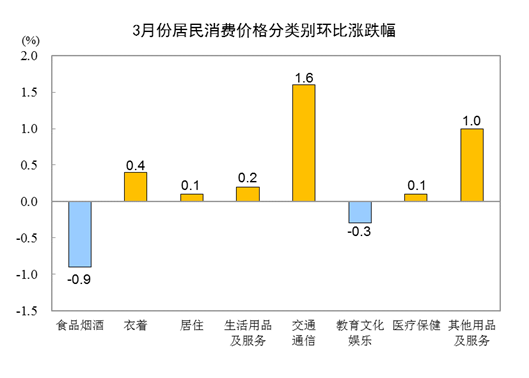 3月份居民消费价格分类别环比涨跌幅
(%)
2.0
1.5
1.0
0.5
0.0
-0.5
-1.0
-1.5
-0.9
0.4
0.1
0.2
1.6
-0.3
0.1
1.0
食品烟酒
衣着
居住
生活用品
及服务
交通
通信
教育文化
娱乐
医疗保健
其他用品
及服务